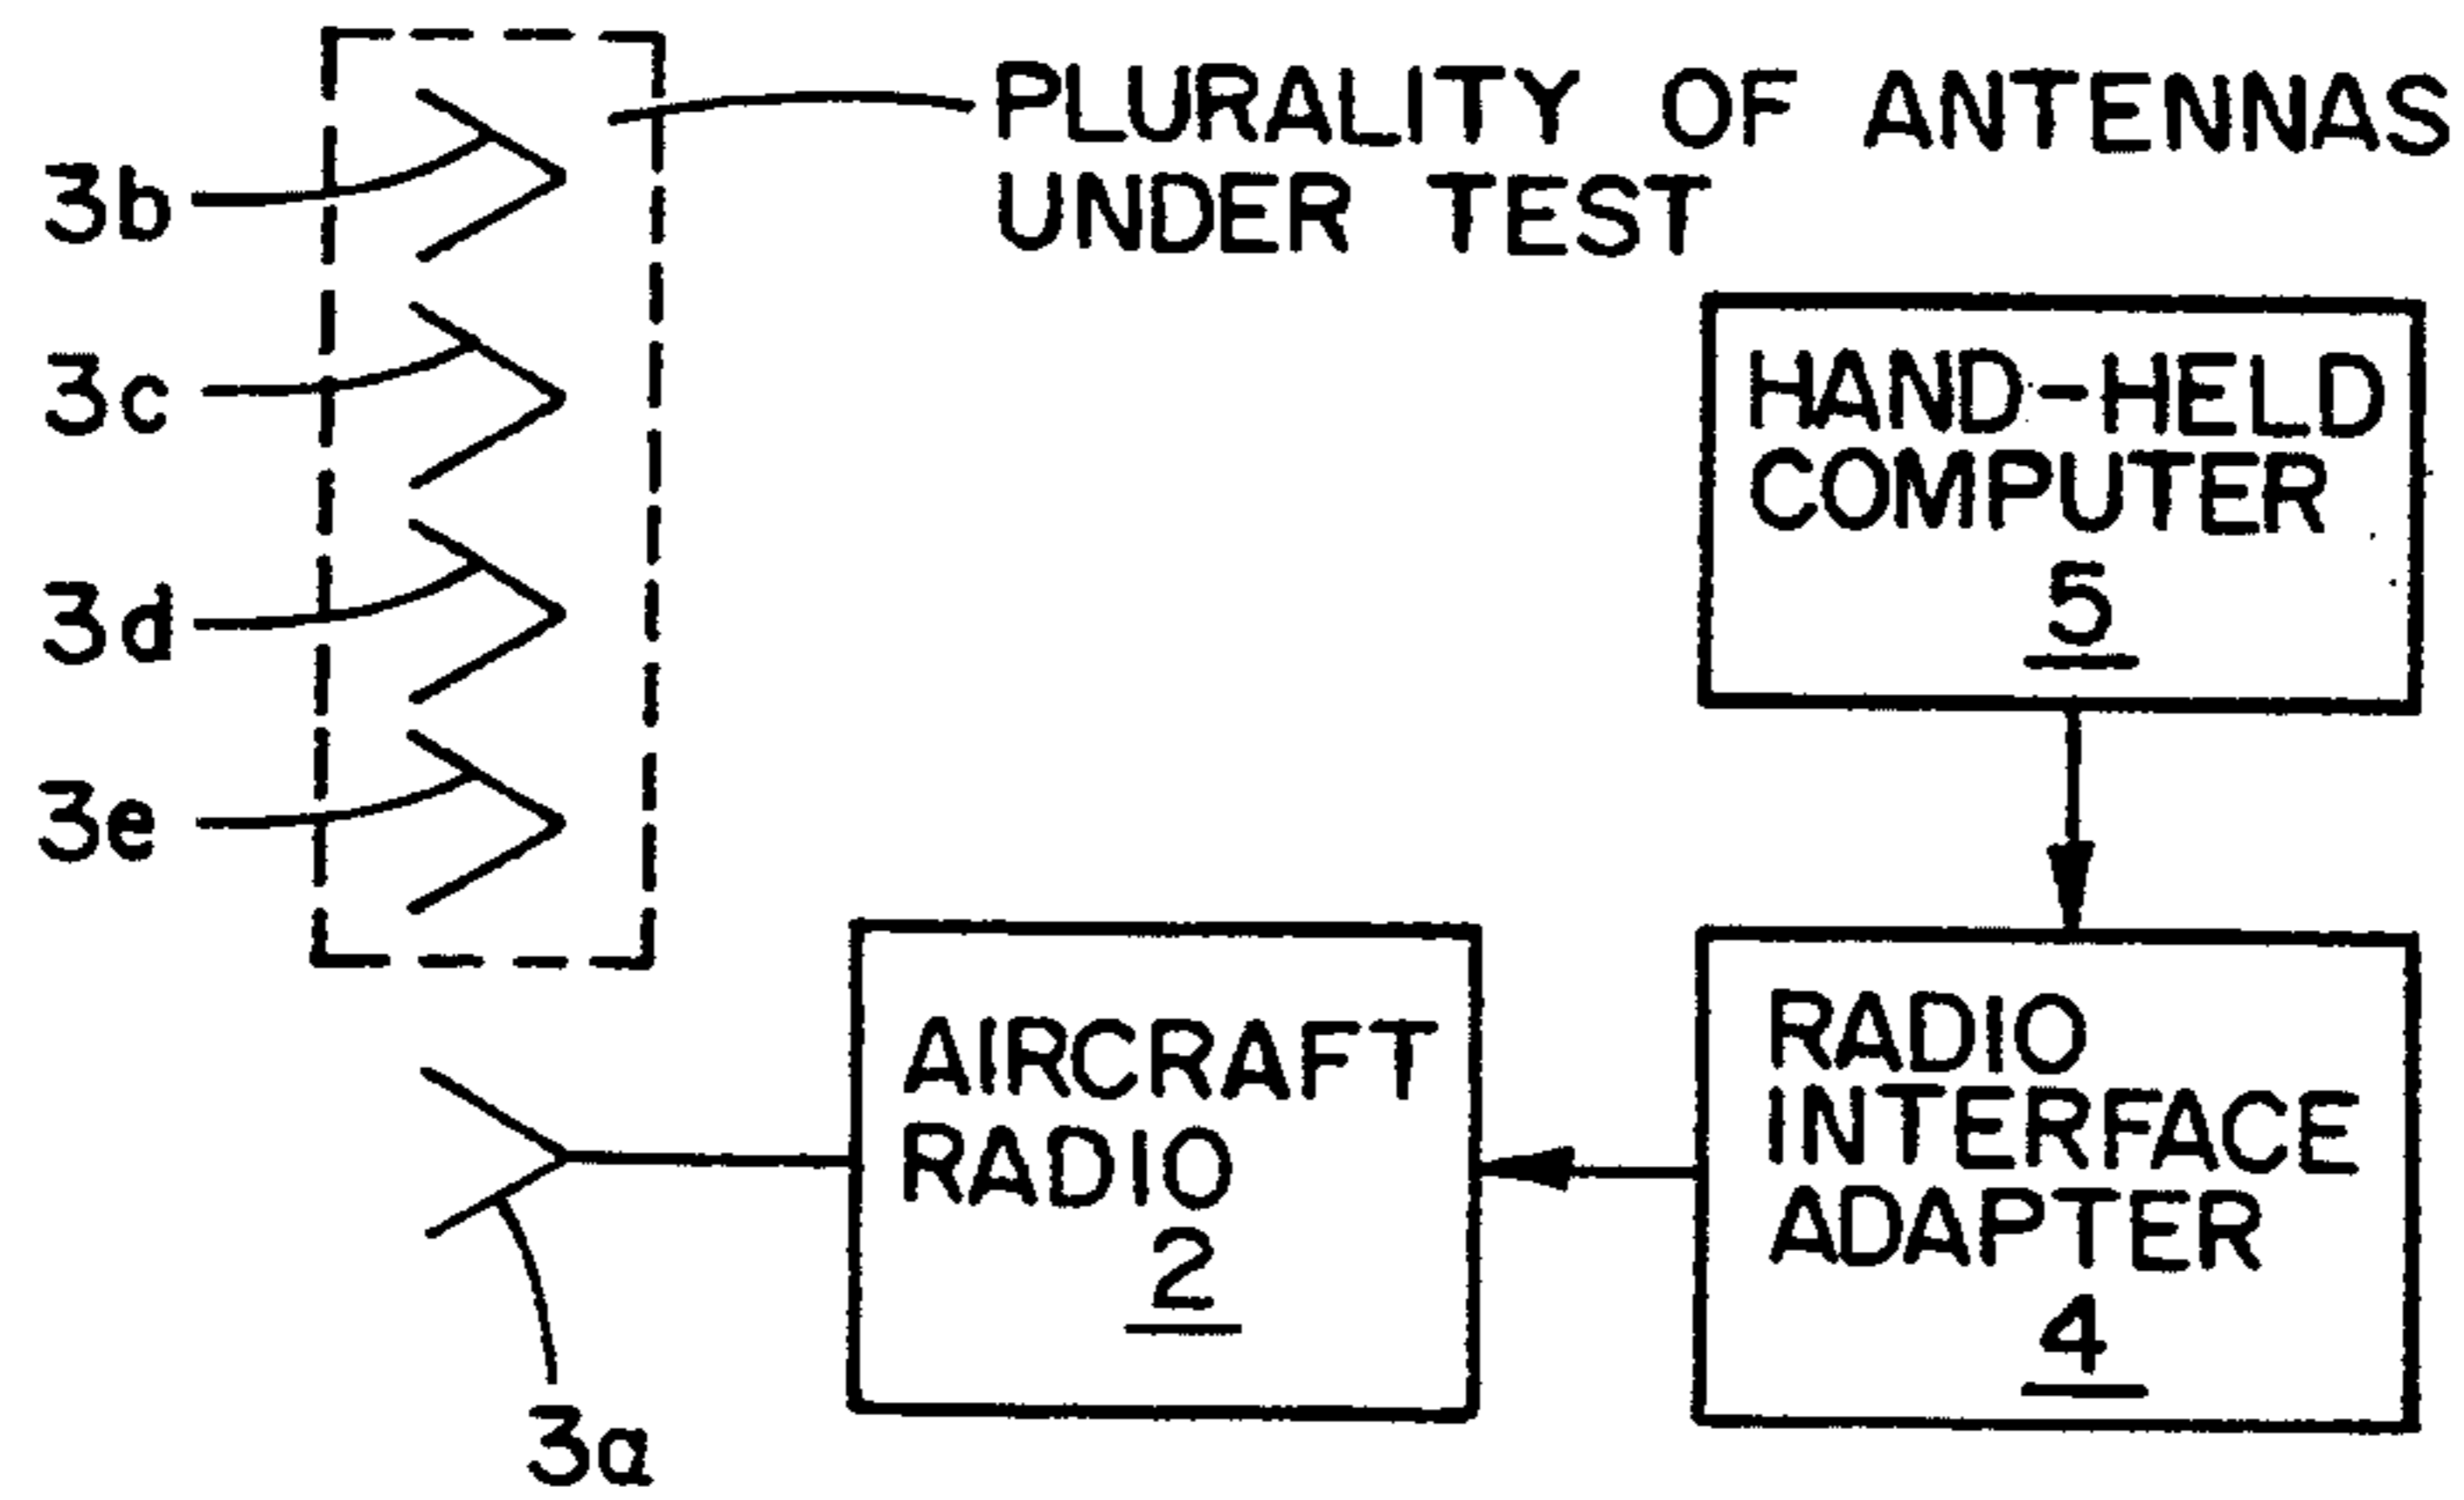 PLURALITY OF ANTENNAS
UNDER TEST
3b
3c
3d
3e
HAND-HELD
COMPUTER
5
AIRCRAFT
RADIO
2
RADIO
INTERFACE
ADAPTER
4
3a